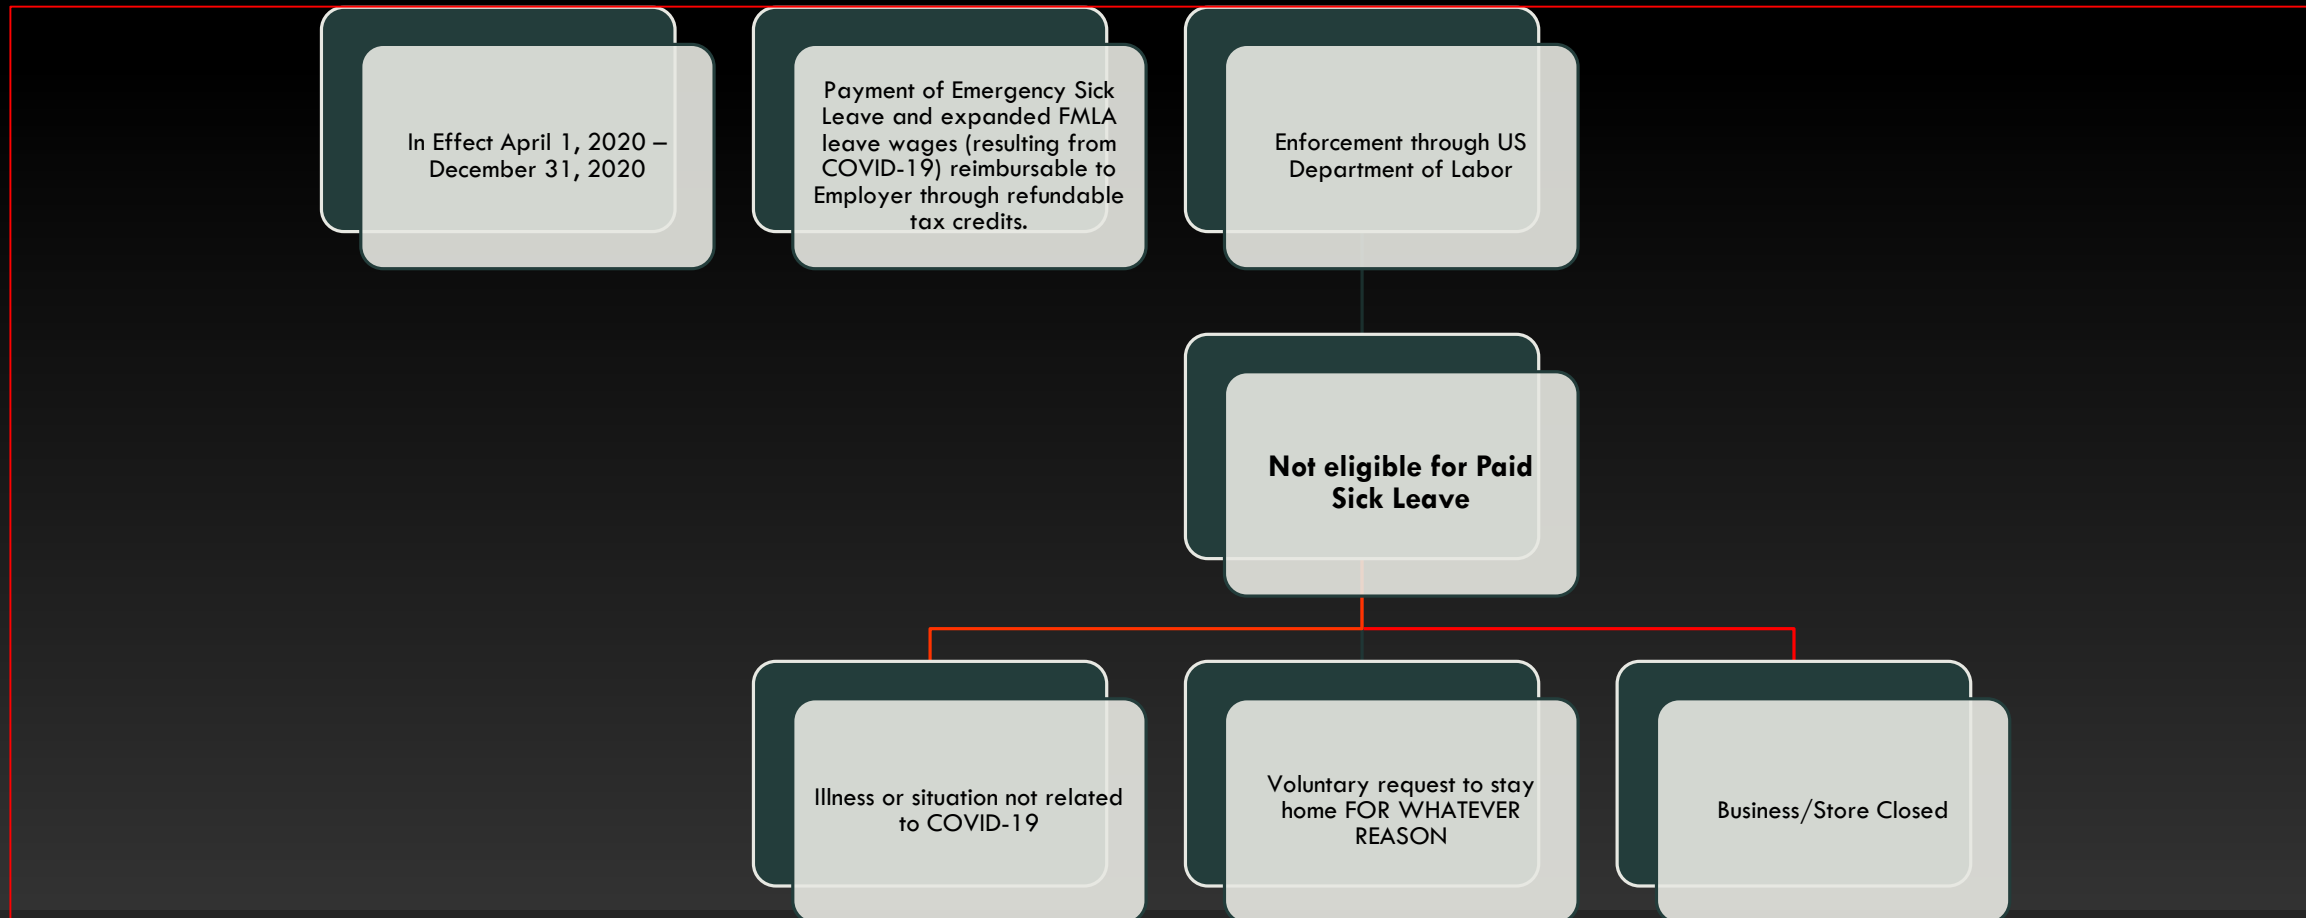 In Effect April 1, 2020 –
December 31, 2020
Payment of Emergency Sick
Leave and expanded FMLA
leave wages (resulting from
COVID-19) reimbursable to
Employer through refundable
tax credits.
Enforcement through US
Department of Labor
Not eligible for Paid
Sick Leave
Illness or situation not related
to COVID-19
Voluntary request to stay
home FOR WHATEVER
REASON
Business/Store Closed